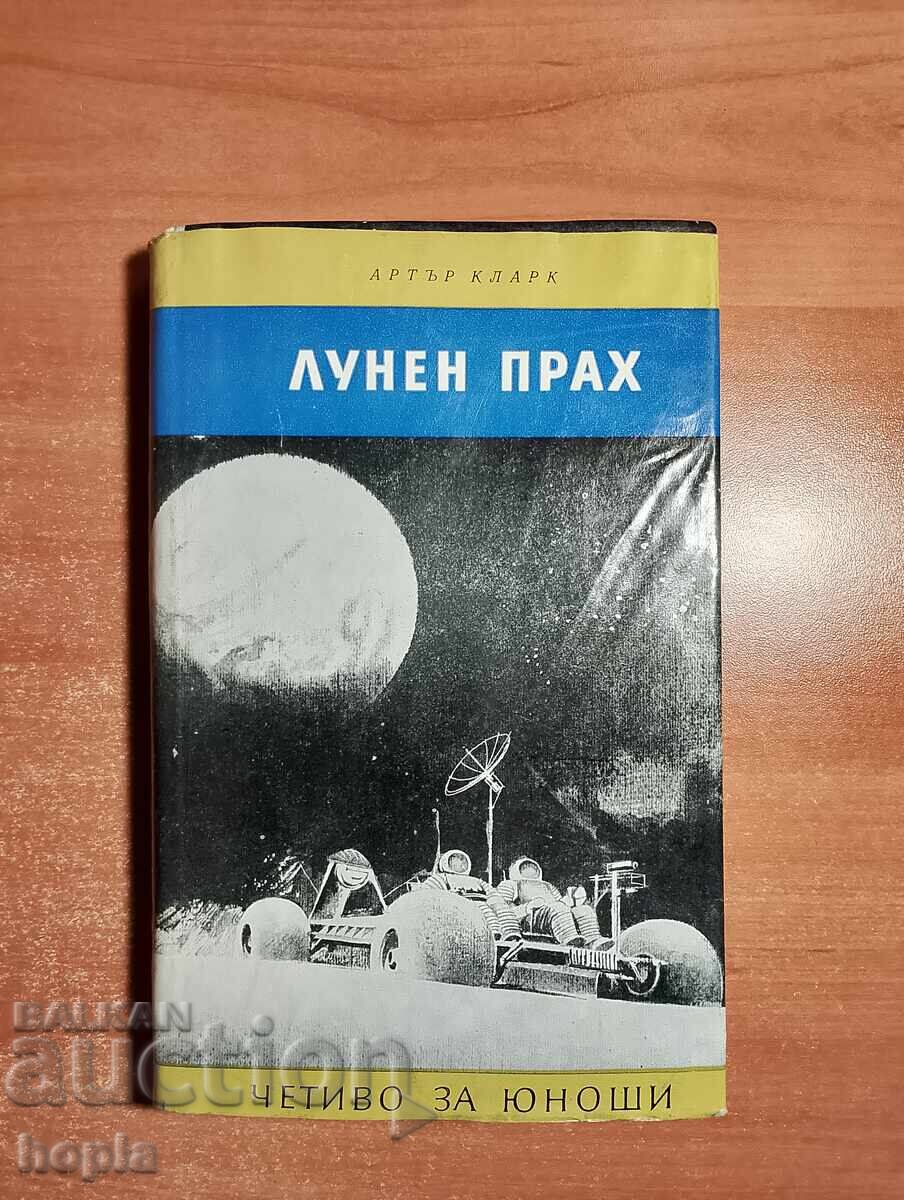 АРТЪР КЛАРК
ЛУНЕН ПРАХ
BALKAN
auction
ЧЕТИВО ЗА ЮНОШИ
hopla